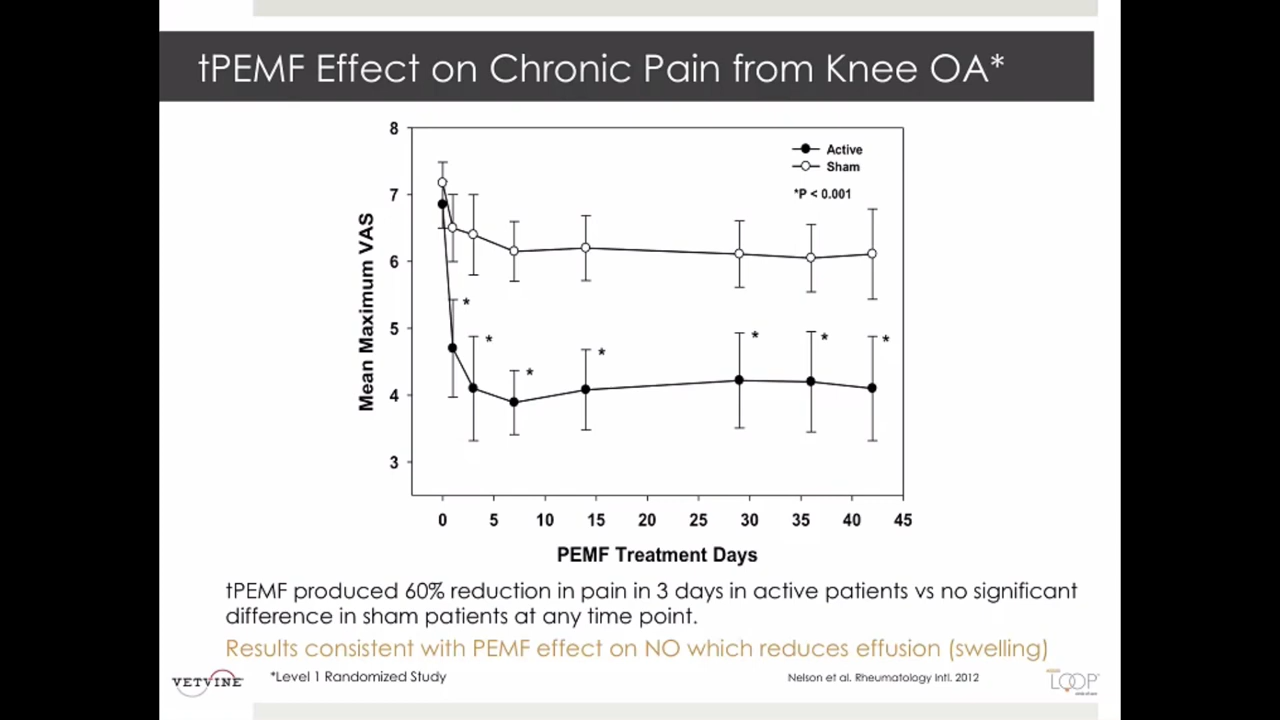 tPEMF Effect on Chronic Pain from Knee OA*
8
7
6
5
4
3
Mean Maximum VAS
Active
Sham
*P < 0.001
*
*
*
*
*
*
*
0 5 10 15 20 25 30 35 40 45
PEMF Treatment Days
tPEMF produced 60% reduction in pain in 3 days in active patients vs no significant
difference in sham patients at any time point.
Results consistent with PEMF effect on NO which reduces effusion (swelling)
VETVINE
*Level 1 Randomized Study
Nelson et al. Rheumatology Intl. 2012
LOOP